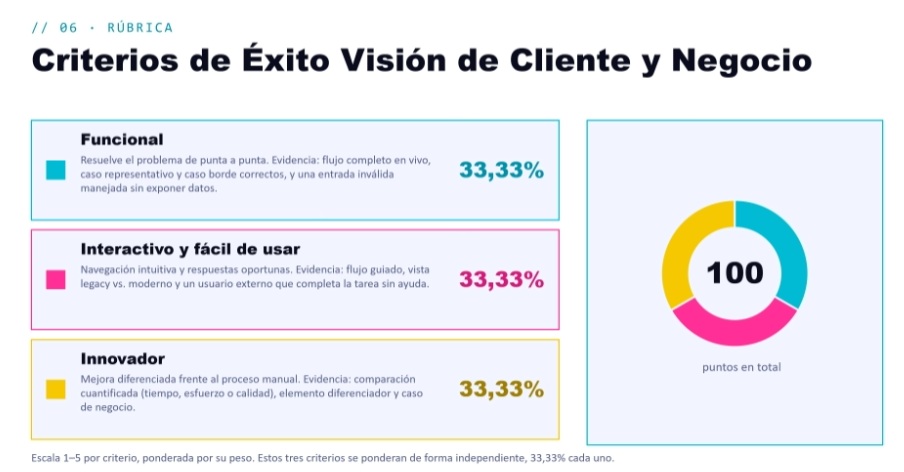 // 06 · RÚBRICA
Criterios de Éxito Visión de Cliente y Negocio
Funcional
Resuelve el problema de punta a punta. Evidencia: flujo completo en vivo,
caso representativo y caso borde correctos, y una entrada inválida
manejada sin exponer datos.
33,33%
Interactivo y fácil de usar
Navegación intuitiva y respuestas oportunas. Evidencia: flujo guiado, vista
legacy vs. moderno y un usuario externo que completa la tarea sin ayuda.
33,33%
Innovador
Mejora diferenciada frente al proceso manual. Evidencia: comparación
cuantificada (tiempo, esfuerzo o calidad), elemento diferenciador y caso
de negocio.
33,33%
100
puntos en total
Escala 1–5 por criterio, ponderada por su peso. Estos tres criterios se ponderan de forma independiente, 33,33% cada uno.